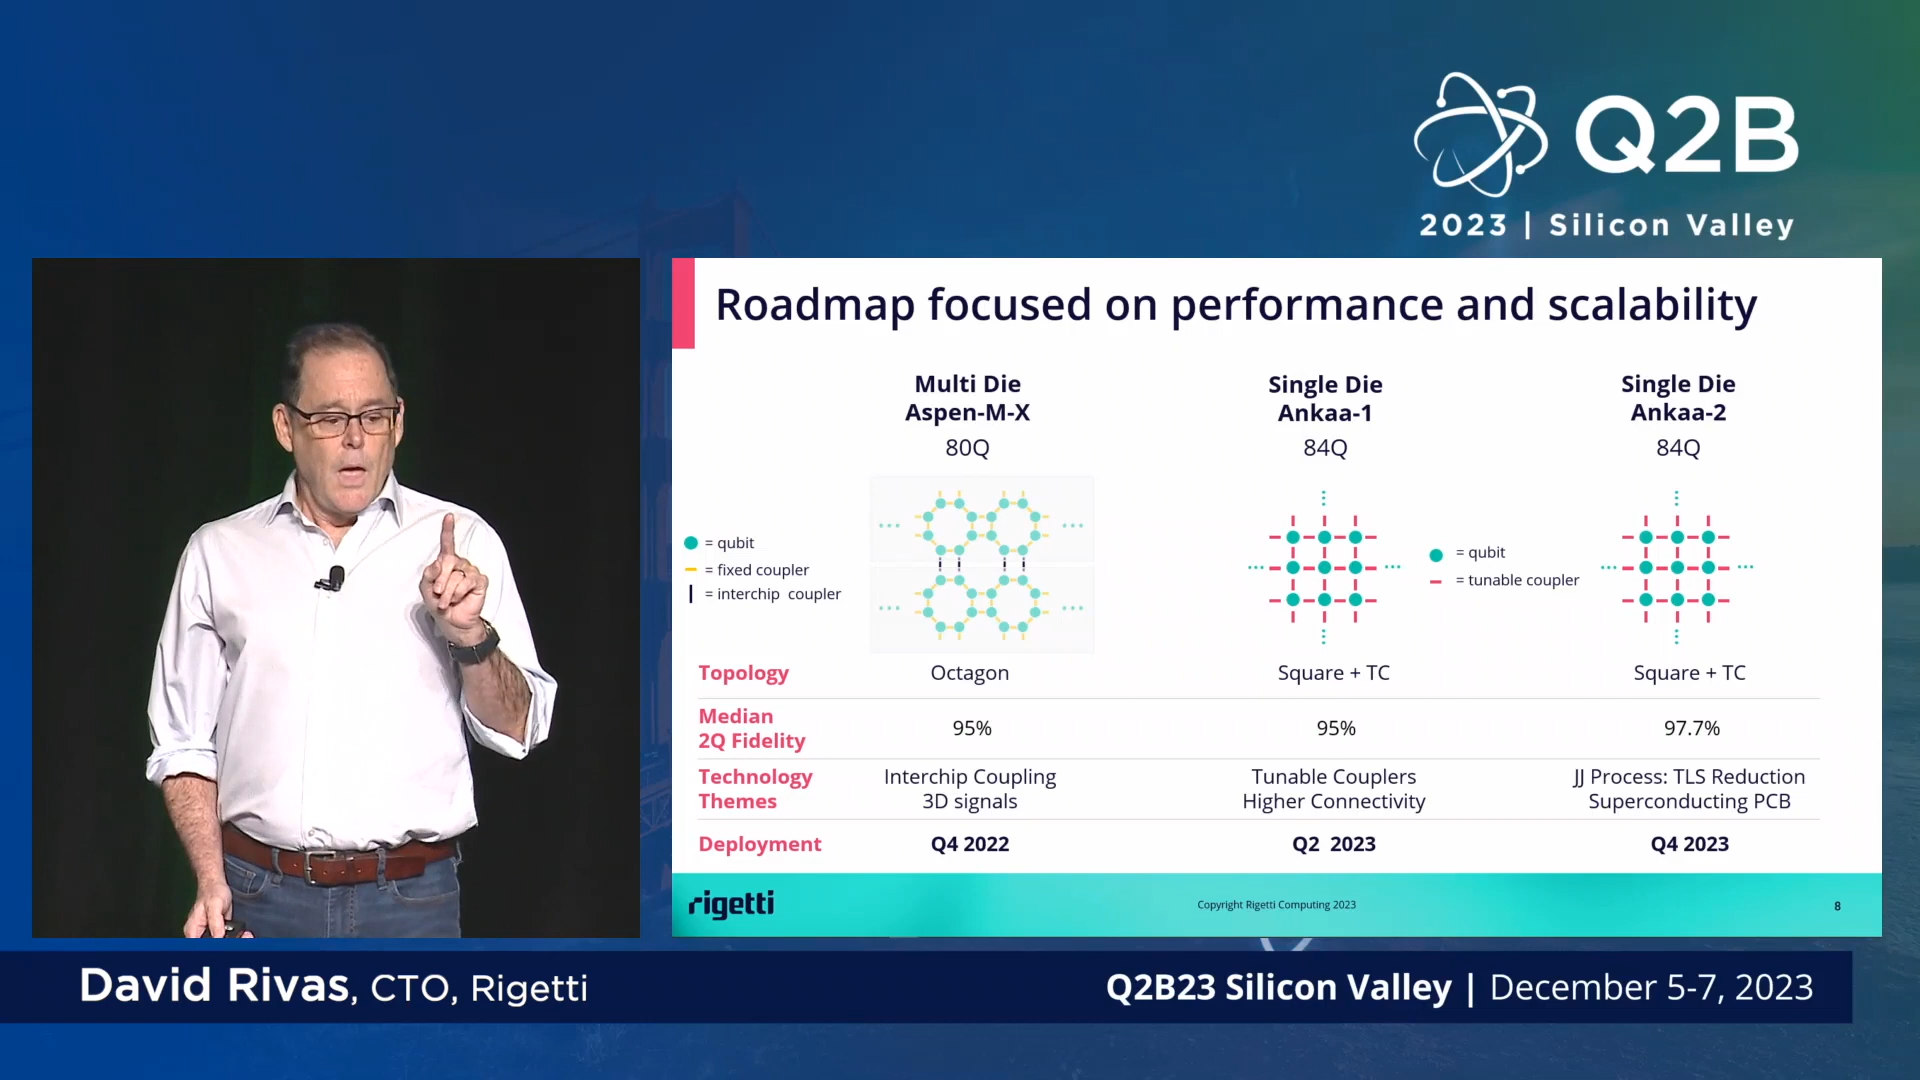 Q2B
2023 | Silicon Valley
Roadmap focused on performance and scalability
Multi Die
Aspen-M-X
80Q
Single Die
Ankaa-1
84Q
Single Die
Ankaa-2
84Q
= qubit
= fixed coupler
= interchip coupler
= qubit
= tunable coupler
Topology Octagon Square + TC Square + TC
Median
2Q Fidelity 95% 95% 97.7%
Technology Interchip Coupling Tunable Couplers JJ Process: TLS Reduction
Themes 3D signals Higher Connectivity Superconducting PCB
Deployment Q4 2022 Q2 2023 Q4 2023
rigetti Copyright Rigetti Computing 2023 8
David Rivas, CTO, Rigetti
Q2B23 Silicon Valley | December 5-7, 2023